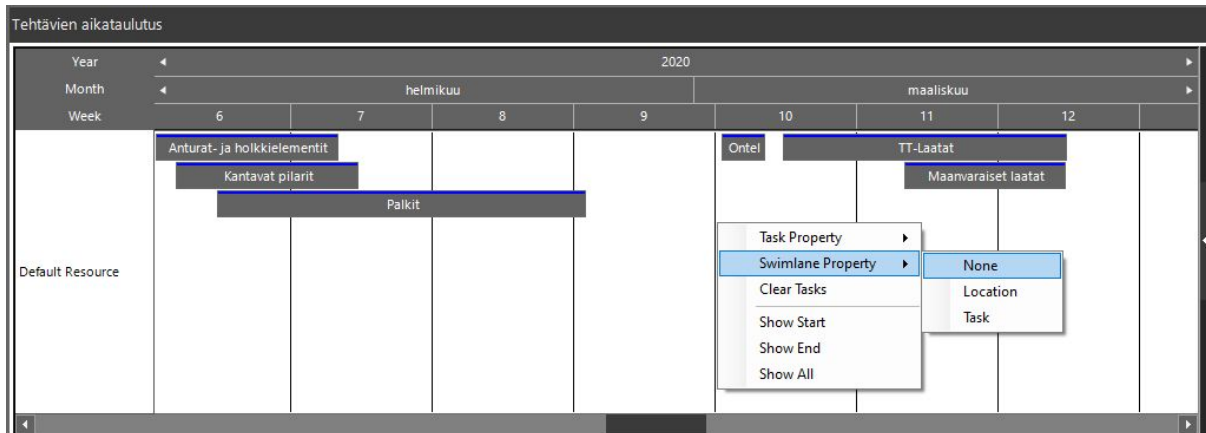 Tehtävien aikataulutus
Year 2020
Month helmikuu maaliskuu
Week 6 7 8 9 10 11 12
Anturat- ja holkkielementit Ontel TT-Laatat
Kantavat pilarit Maanvaraiset laatat
Palkit
Task Property
Swimlane Property None
Default Resource
Clear Tasks Location
Show Start Task
Show End
Show All